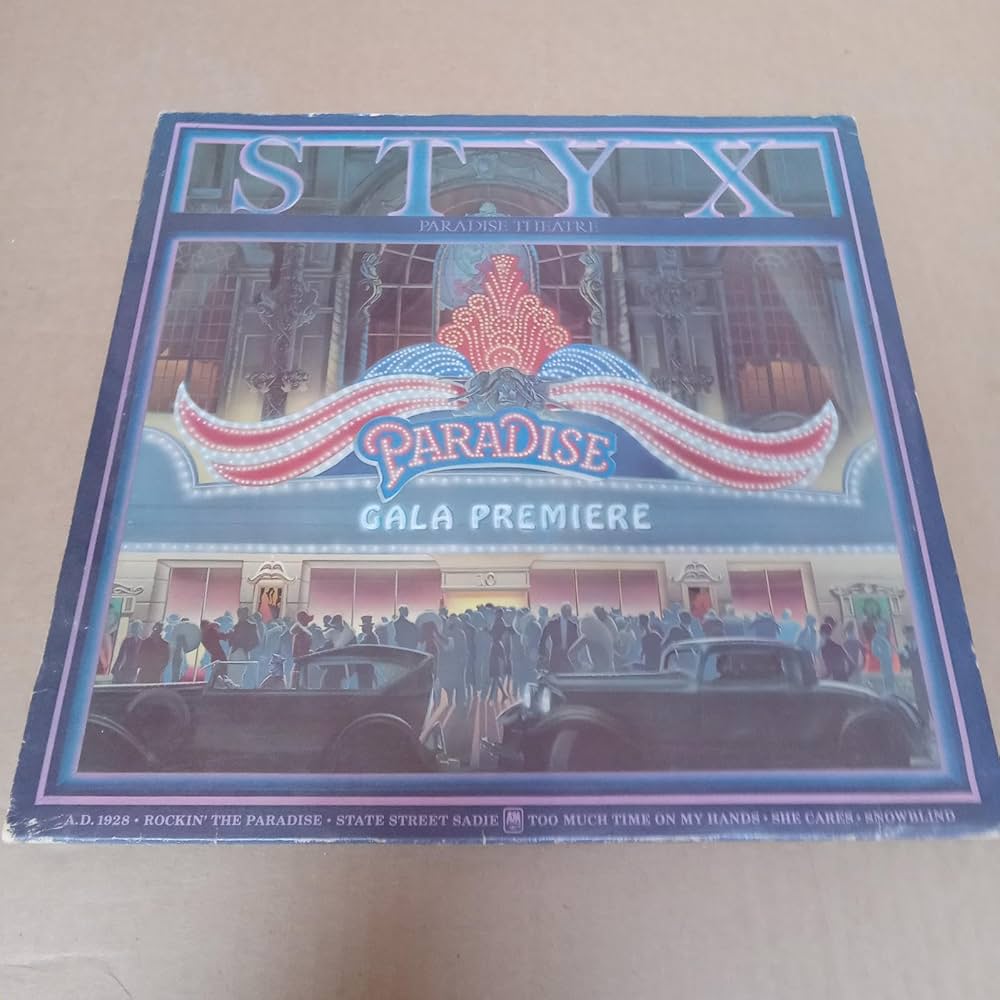 STYX
PARADISE THEATRE
PARADISE
GALA PREMIERE
10
A.D. 1928 • ROCKIN' THE PARADISE • STATE STREET SADIE A&M TOO MUCH TIME ON MY HANDS • SHE CARES • SNOWBLIND